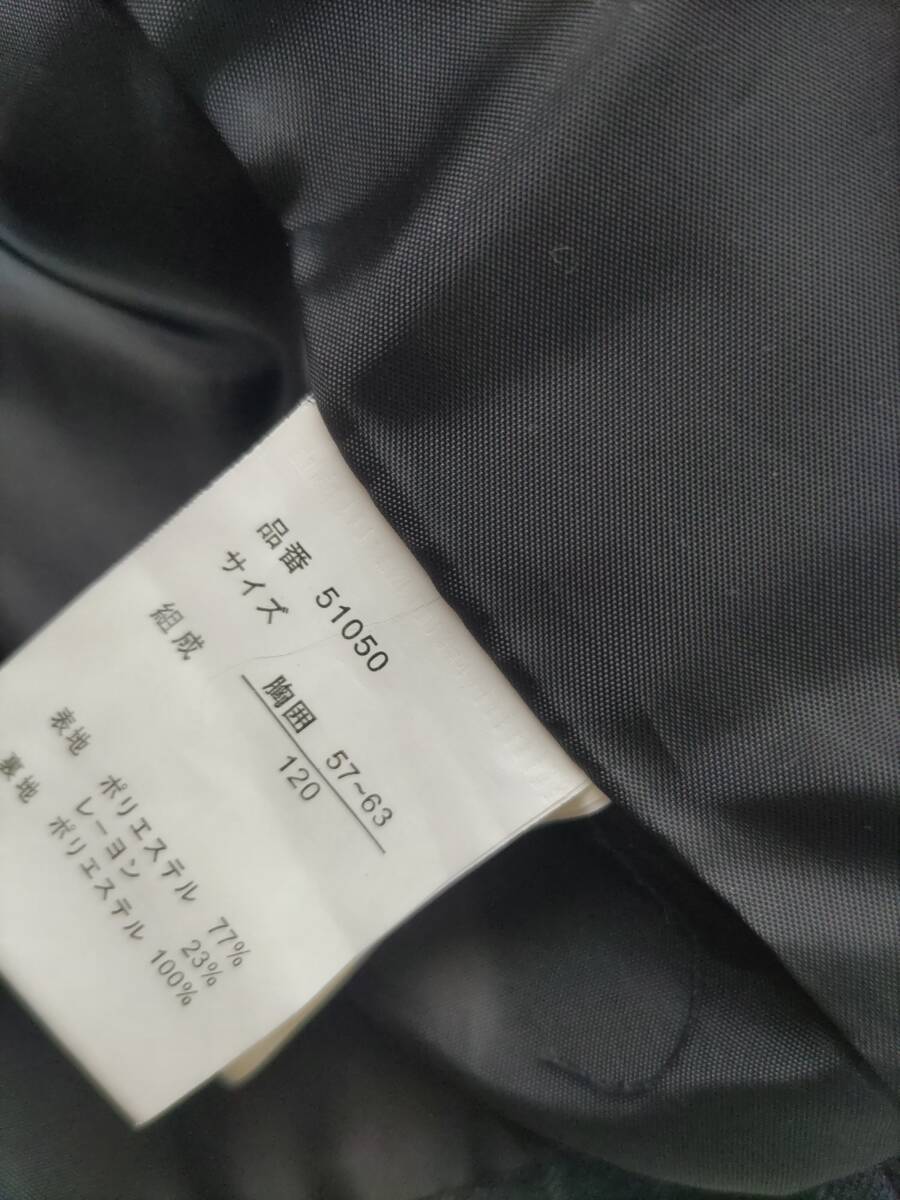 品番 51050
サイズ
胸囲 57~63
120
組成
表地 ポリエステル 77%
レーヨン 23%
裏地 ポリエステル 100%